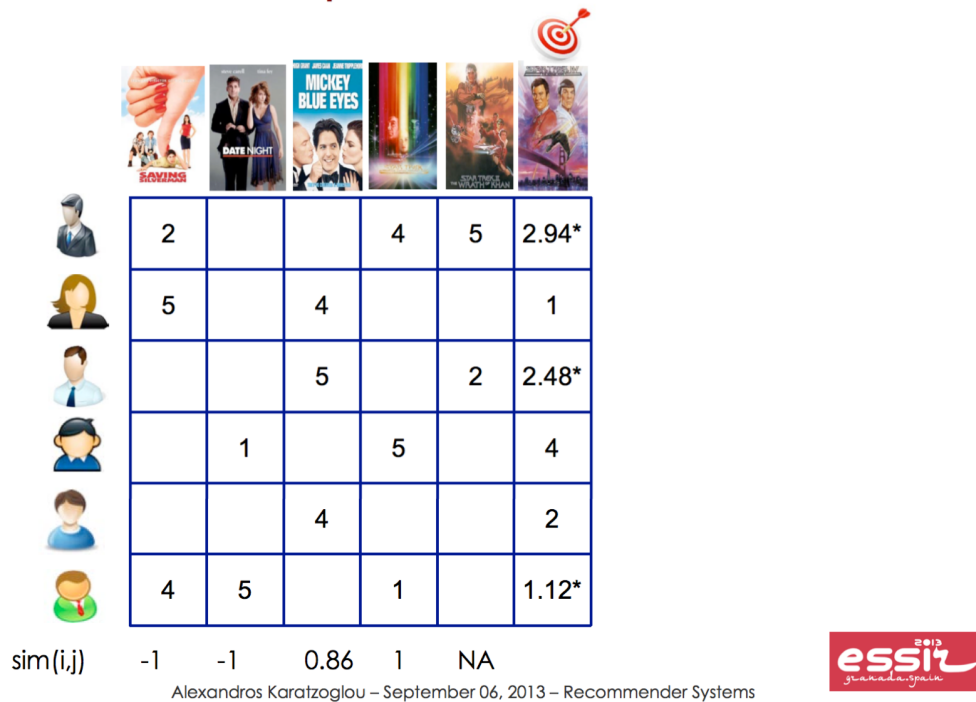 SAVING
SILVERMAN
DATE NIGHT
MICKEY
BLUE EYES
STAR TREK II
THE WRATH OF KHAN
2 4 5 2.94*
5 4 1
5 2 2.48*
1 5 4
4 2
4 5 1 1.12*
sim(i,j) -1 -1 0.86 1 NA
Alexandros Karatzoglou – September 06, 2013 – Recommender Systems
2013
essir
granada.spain